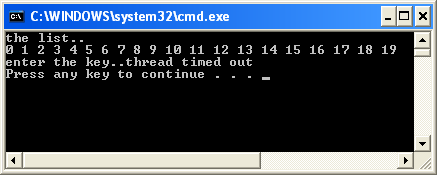 C:\WINDOWS\system32\cmd.exe
the list..
0 1 2 3 4 5 6 7 8 9 10 11 12 13 14 15 16 17 18 19
enter the key..thread timed out
Press any key to continue . . . _